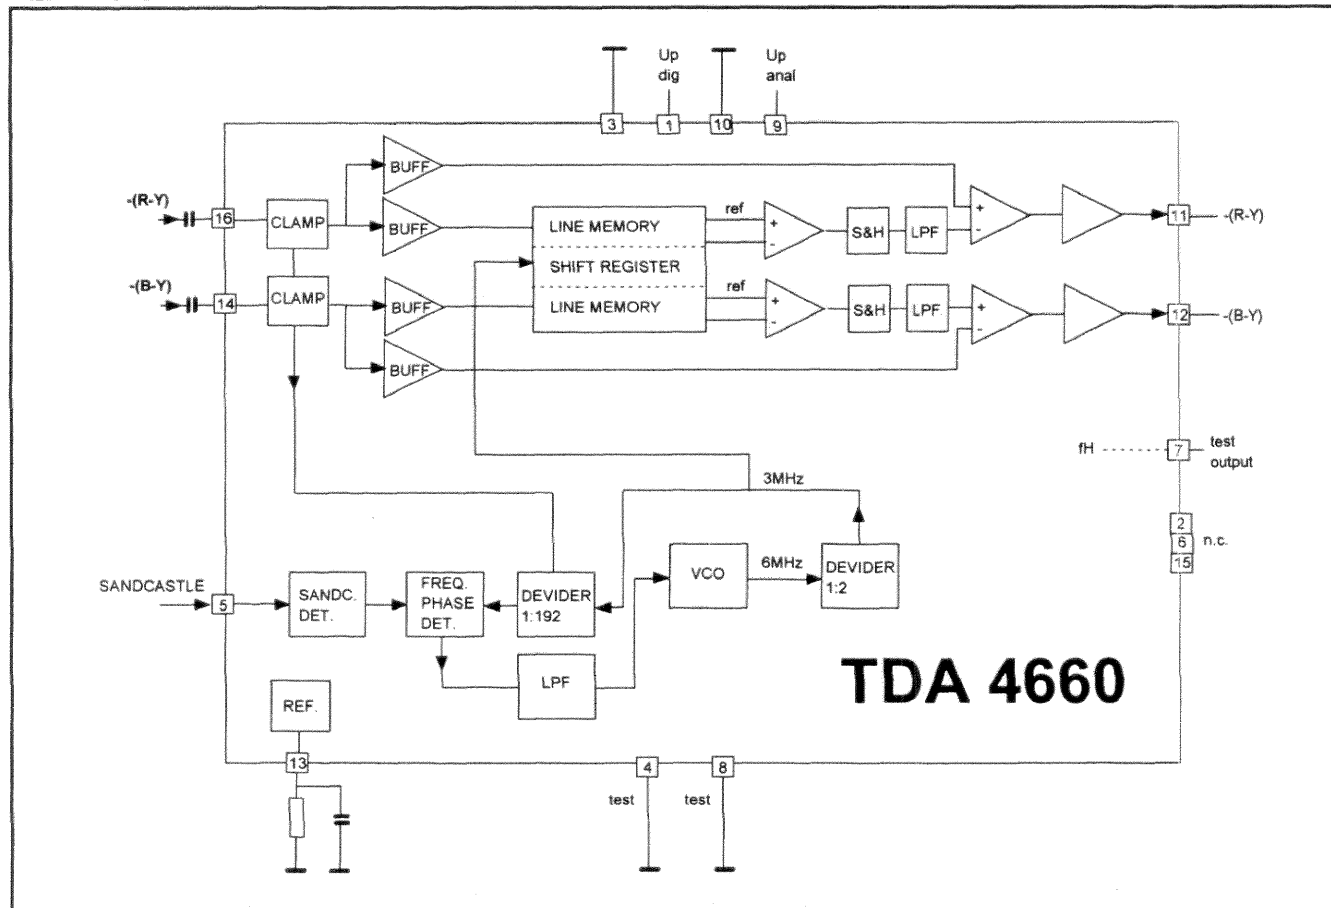 Up dig
Up anal
3
1
10
9
BUFF
-(R-Y)
16
CLAMP
BUFF
LINE MEMORY
ref
+
-
S&H
LPF
+
-
11
-(R-Y)
SHIFT REGISTER
-(B-Y)
14
CLAMP
BUFF
LINE MEMORY
ref
+
-
S&H
LPF
+
-
12
-(B-Y)
BUFF
fH
7
test output
3MHz
2
6
15
n.c.
SANDCASTLE
5
SANDC. DET.
FREQ. PHASE DET.
DEVIDER 1:192
VCO
6MHz
DEVIDER 1:2
LPF
TDA 4660
REF.
13
4
8
test
test